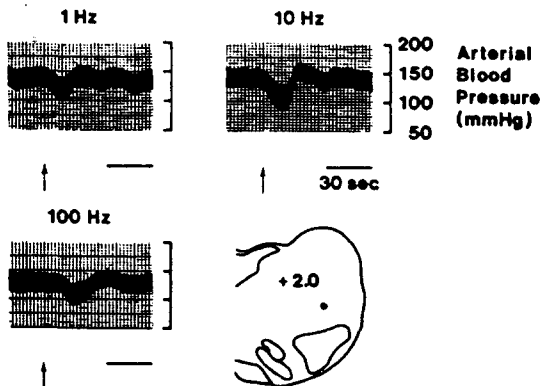 1 Hz
10 Hz
200
150
100
50
Arterial
Blood
Pressure
(mmHg)
30 sec
100 Hz
+ 2.0